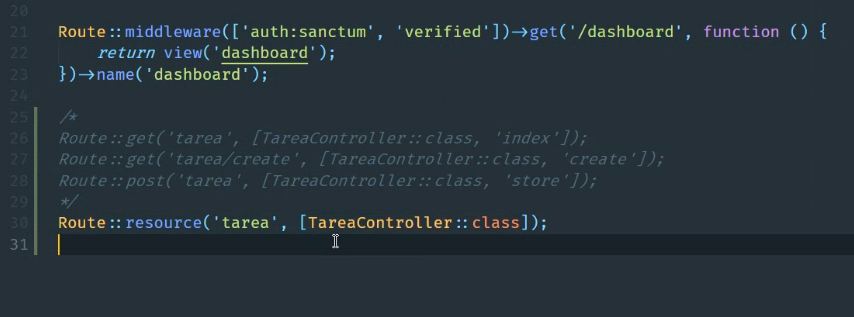 20
21 Route::middleware(['auth:sanctum', 'verified'])->get('/dashboard', function () {
22 return view('dashboard');
23 })->name('dashboard');
24
25 /*
26 Route::get('tarea', [TareaController::class, 'index']);
27 Route::get('tarea/create', [TareaController::class, 'create']);
28 Route::post('tarea', [TareaController::class, 'store']);
29 */
30 Route::resource('tarea', [TareaController::class]);
31